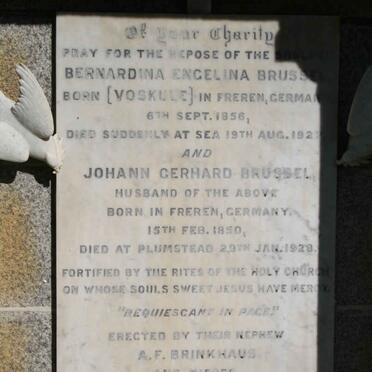 Of Your Charity
PRAY FOR THE REPOSE OF THE
BERNARDINA ENGELINA BRUSSEL
BORN [VOSKULE] IN FREREN, GERMANY
6TH SEPT. 1856,
DIED SUDDENLY AT SEA 19TH AUG. 192
AND
JOHANN GERHARD BRUSSEL,
HUSBAND OF THE ABOVE
BORN IN FREREN, GERMANY.
15TH FEB. 1850,
DIED AT PLUMSTEAD 29TH JAN. 1928.
FORTIFIED BY THE RITES OF THE HOLY CHURCH
ON WHOSE SOULS SWEET JESUS HAVE MERCY.
"REQUIESCANT IN PACE."
ERECTED BY THEIR NEPHEW
A. F. BRINKHAUS